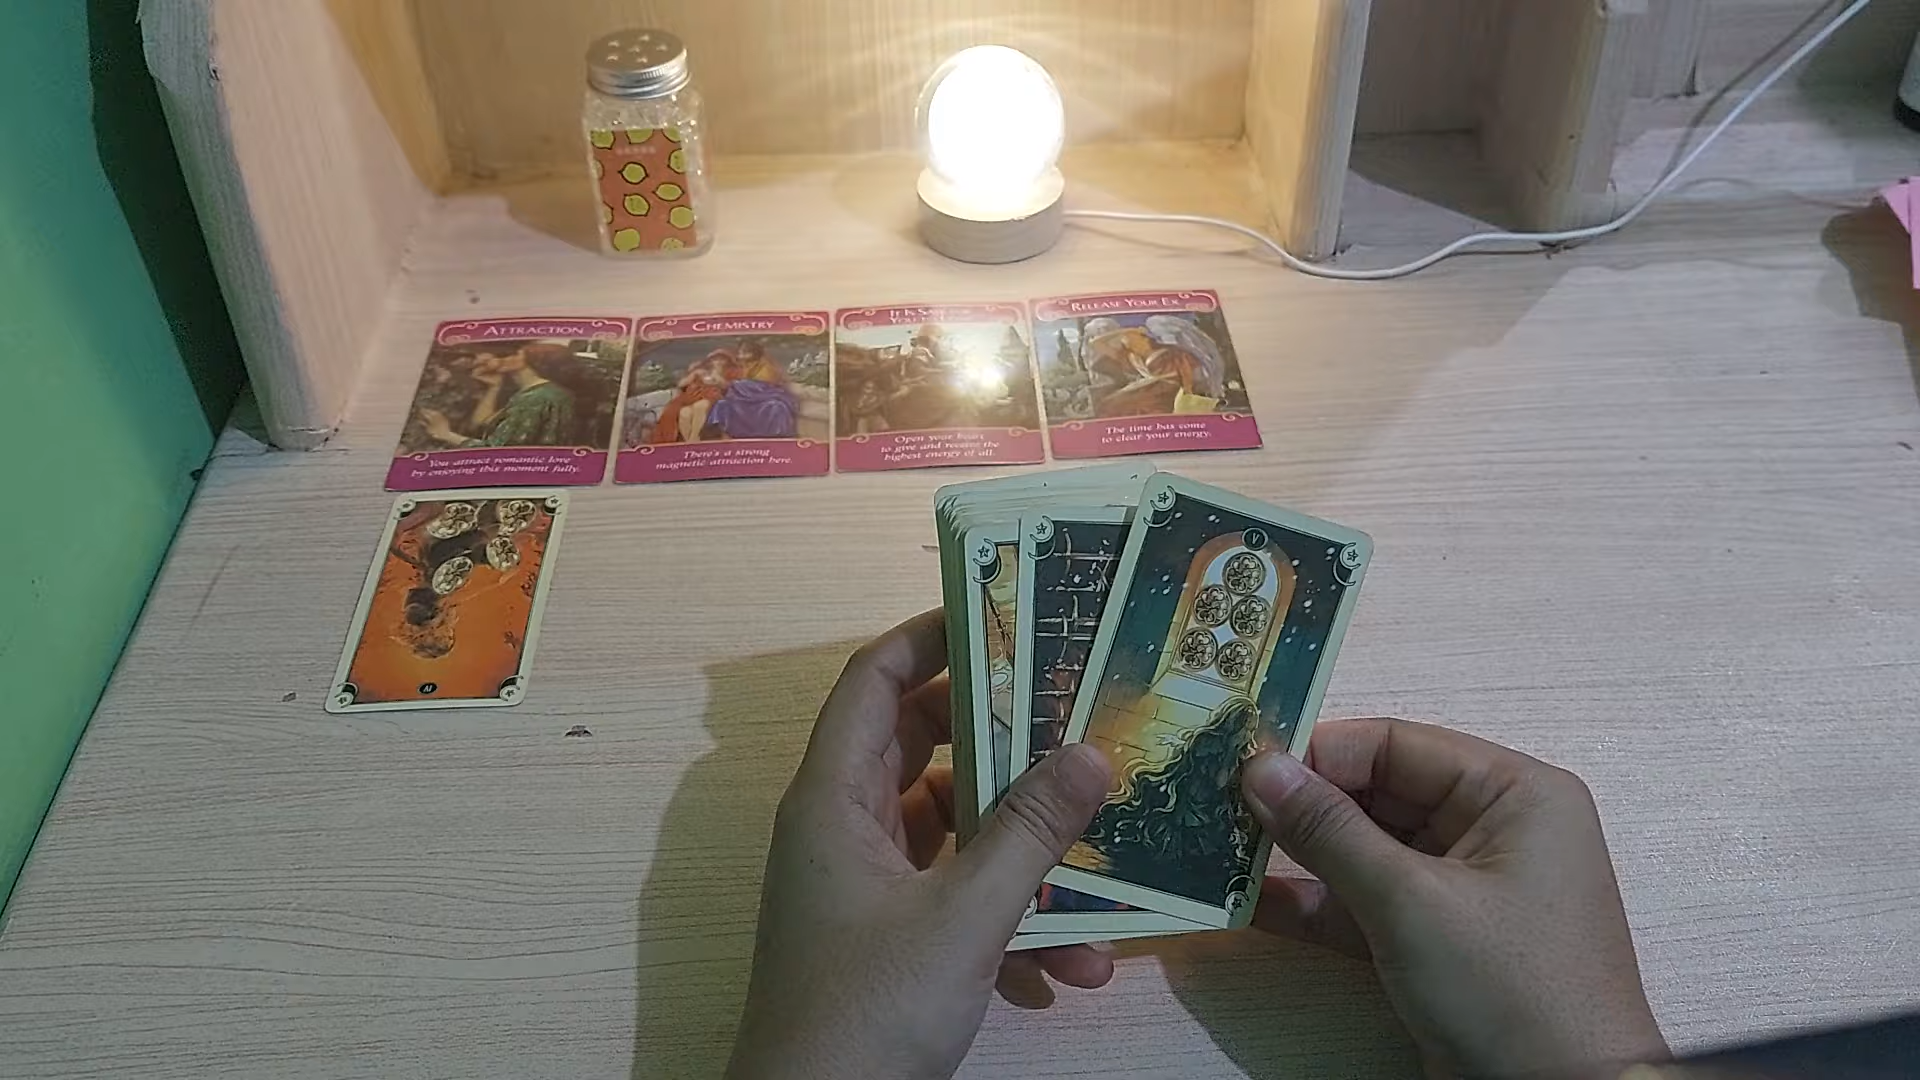 ATTRACTION
You attract romantic love
by enjoying this moment fully.
CHEMISTRY
There's a strong
magnetic attraction here.
Open your heart
to give and receive the
highest energy of all.
RELEASE YOUR EX
The time has come
to clear your energy.
V